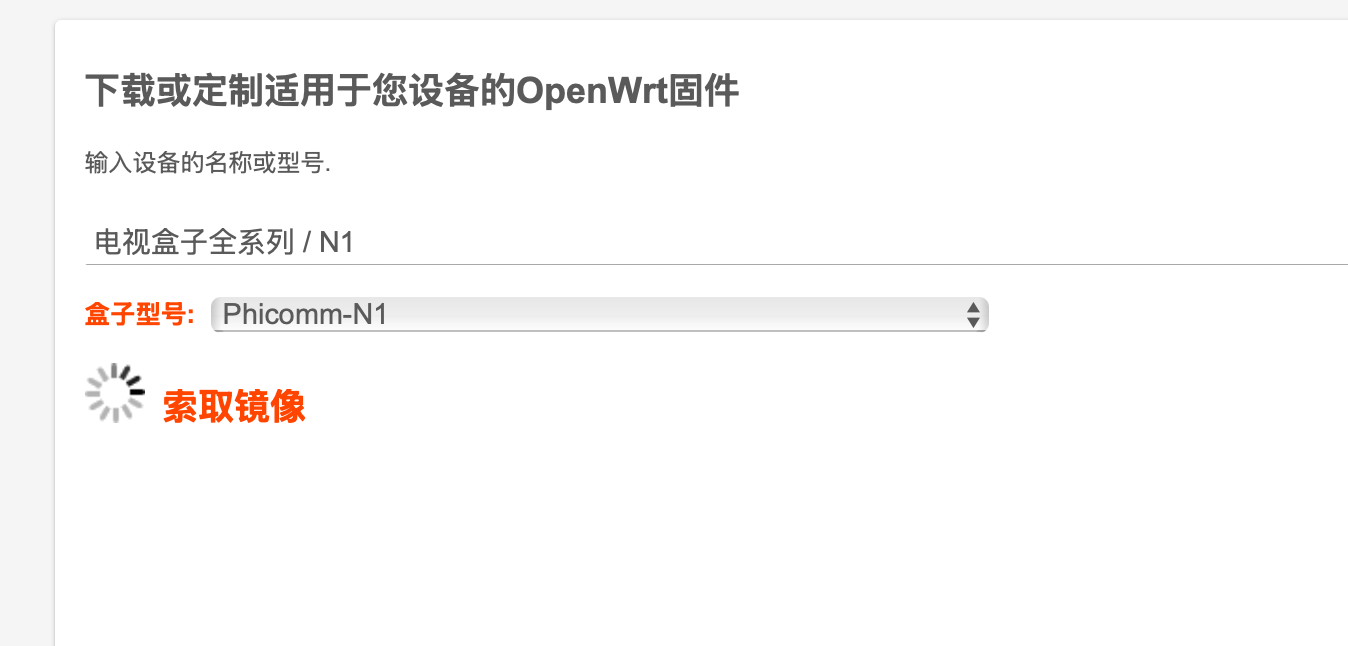 下载或定制适用于您设备的OpenWrt固件
输入设备的名称或型号.
电视盒子全系列 / N1
盒子型号: Phicomm-N1
索取镜像